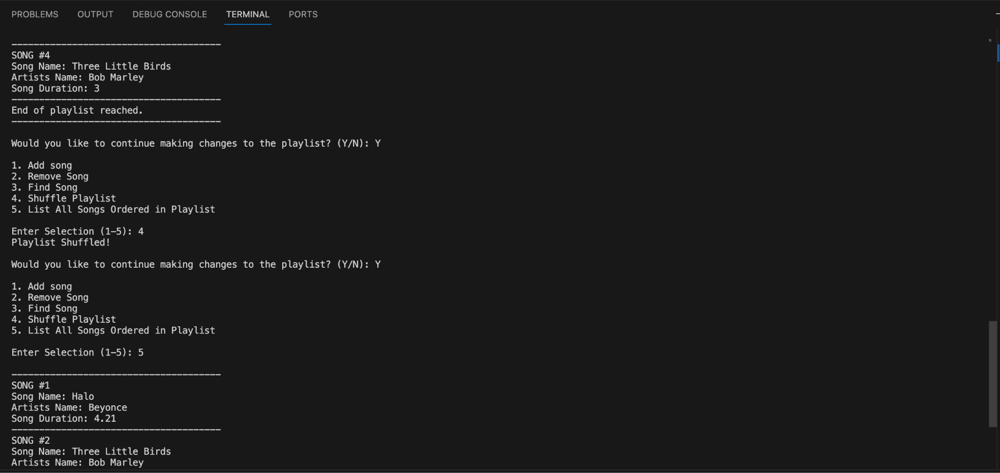 PROBLEMS OUTPUT DEBUG CONSOLE TERMINAL PORTS
--------------------------------------
SONG #4
Song Name: Three Little Birds
Artists Name: Bob Marley
Song Duration: 3
--------------------------------------
End of playlist reached.
--------------------------------------
Would you like to continue making changes to the playlist? (Y/N): Y
1. Add song
2. Remove Song
3. Find Song
4. Shuffle Playlist
5. List All Songs Ordered in Playlist
Enter Selection (1-5): 4
Playlist Shuffled!
Would you like to continue making changes to the playlist? (Y/N): Y
1. Add song
2. Remove Song
3. Find Song
4. Shuffle Playlist
5. List All Songs Ordered in Playlist
Enter Selection (1-5): 5
--------------------------------------
SONG #1
Song Name: Halo
Artists Name: Beyonce
Song Duration: 4.21
--------------------------------------
SONG #2
Song Name: Three Little Birds
Artists Name: Bob Marley